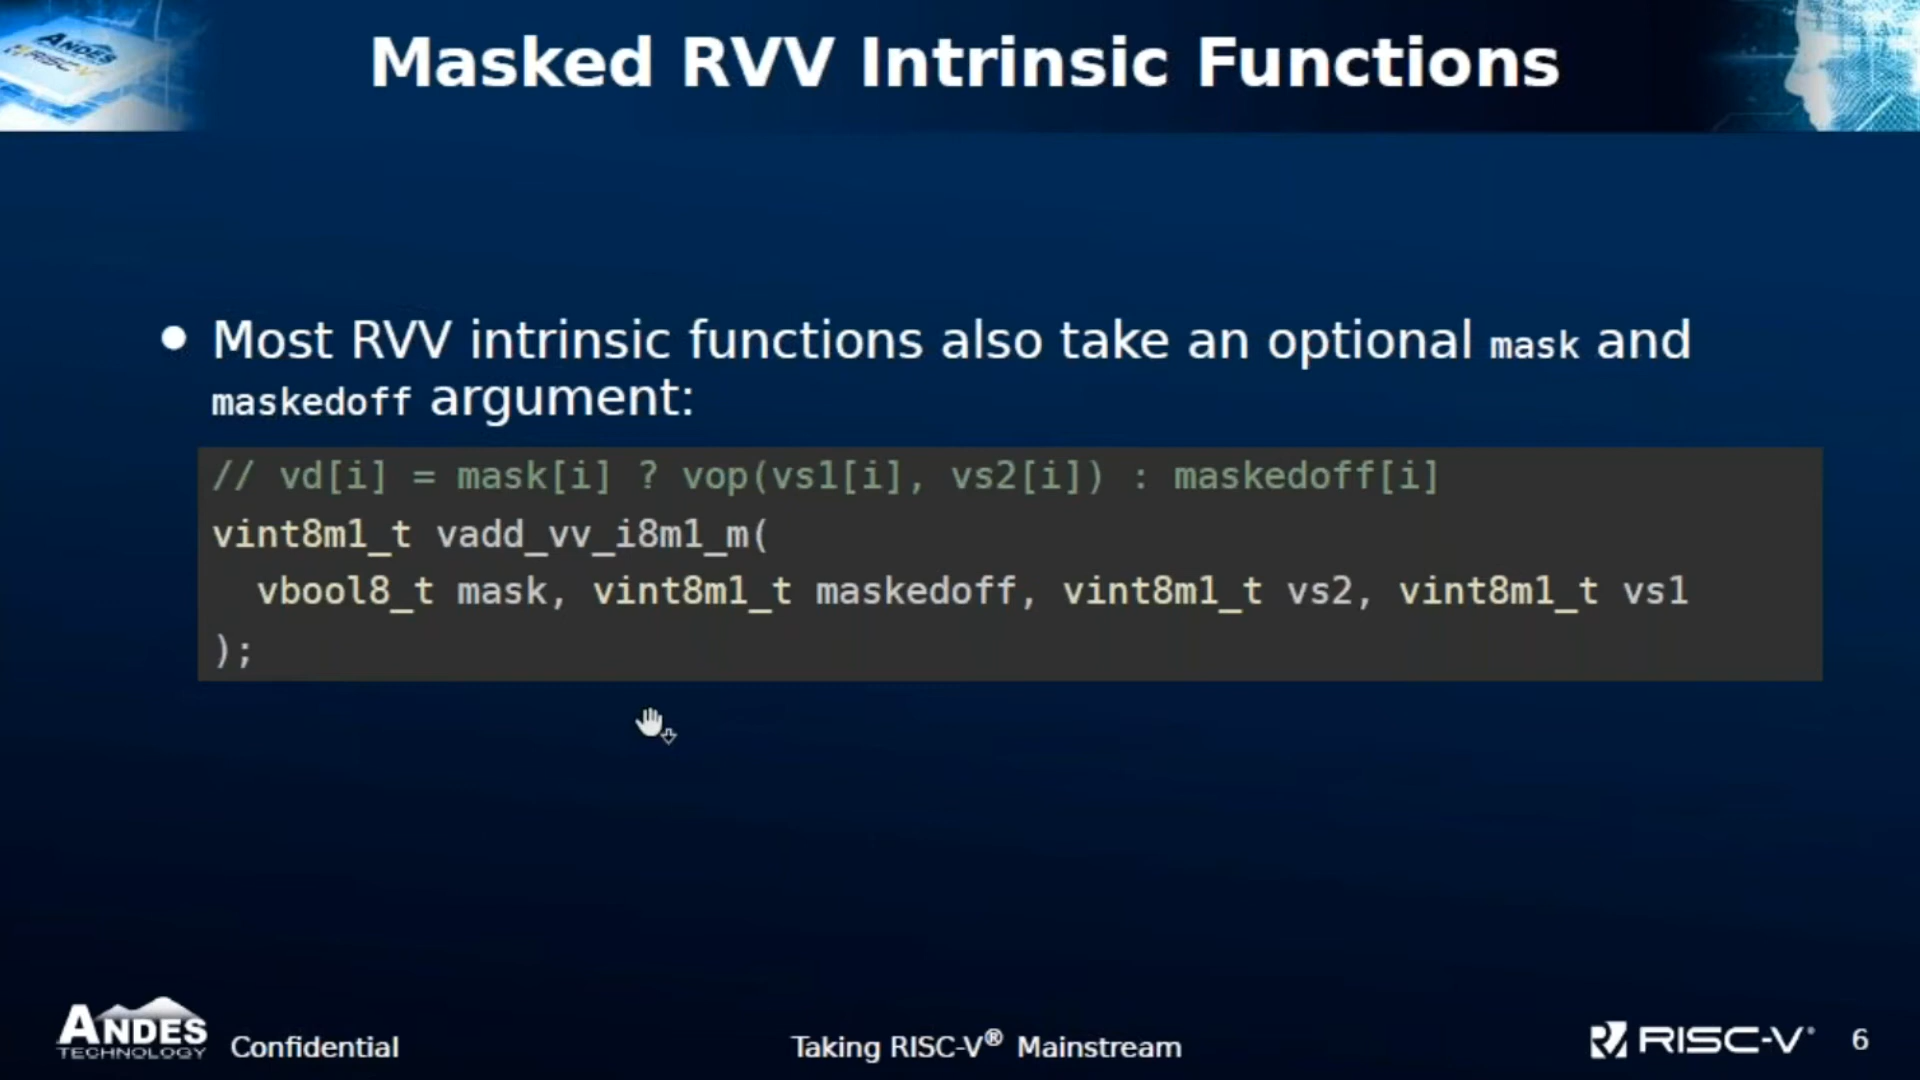 ANDES
RISC-V
Masked RVV Intrinsic Functions
● Most RVV intrinsic functions also take an optional mask and
maskedoff argument:
// vd[i] = mask[i] ? vop(vs1[i], vs2[i]) : maskedoff[i]
vint8m1_t vadd_vv_i8m1_m(
  vbool8_t mask, vint8m1_t maskedoff, vint8m1_t vs2, vint8m1_t vs1
);
ANDES
TECHNOLOGY
Confidential
Taking RISC-V® Mainstream
RISC-V®
6